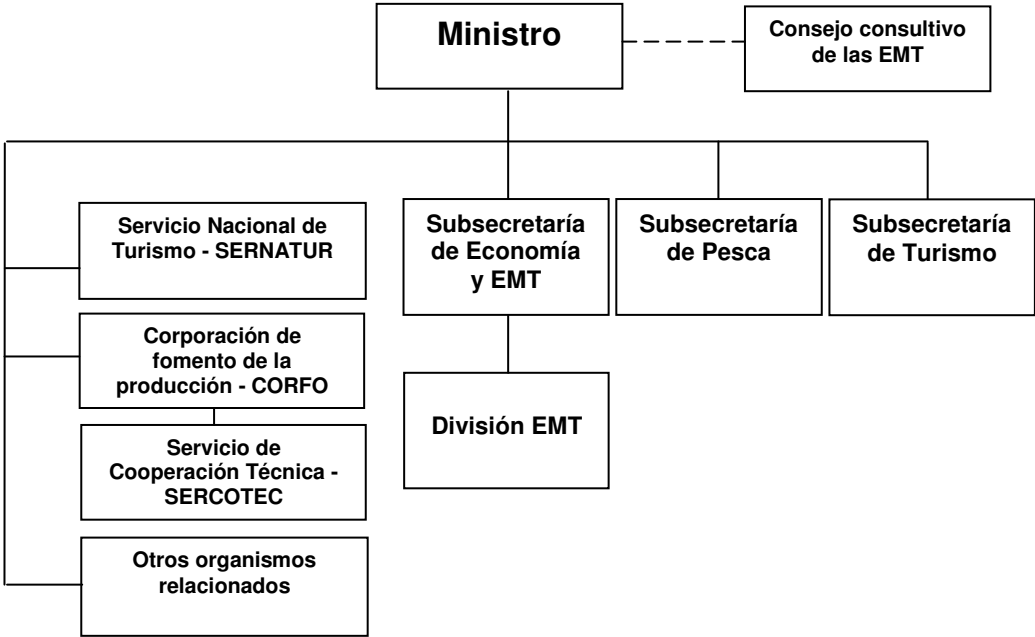 Ministro
Consejo consultivo
de las EMT
Servicio Nacional de
Turismo - SERNATUR
Subsecretaría
de Economía
y EMT
Subsecretaría
de Pesca
Subsecretaría
de Turismo
Corporación de
fomento de la
producción - CORFO
División EMT
Servicio de
Cooperación Técnica -
SERCOTEC
Otros organismos
relacionados